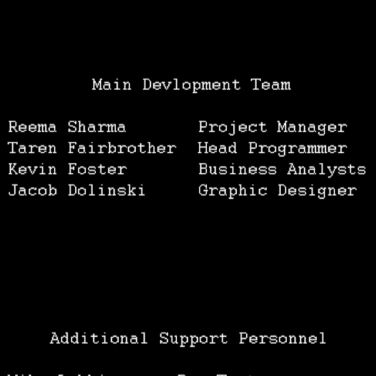 Main Devlopment Team
Reema Sharma Project Manager
Taren Fairbrother Head Programmer
Kevin Foster Business Analysts
Jacob Dolinski Graphic Designer
Additional Support Personnel